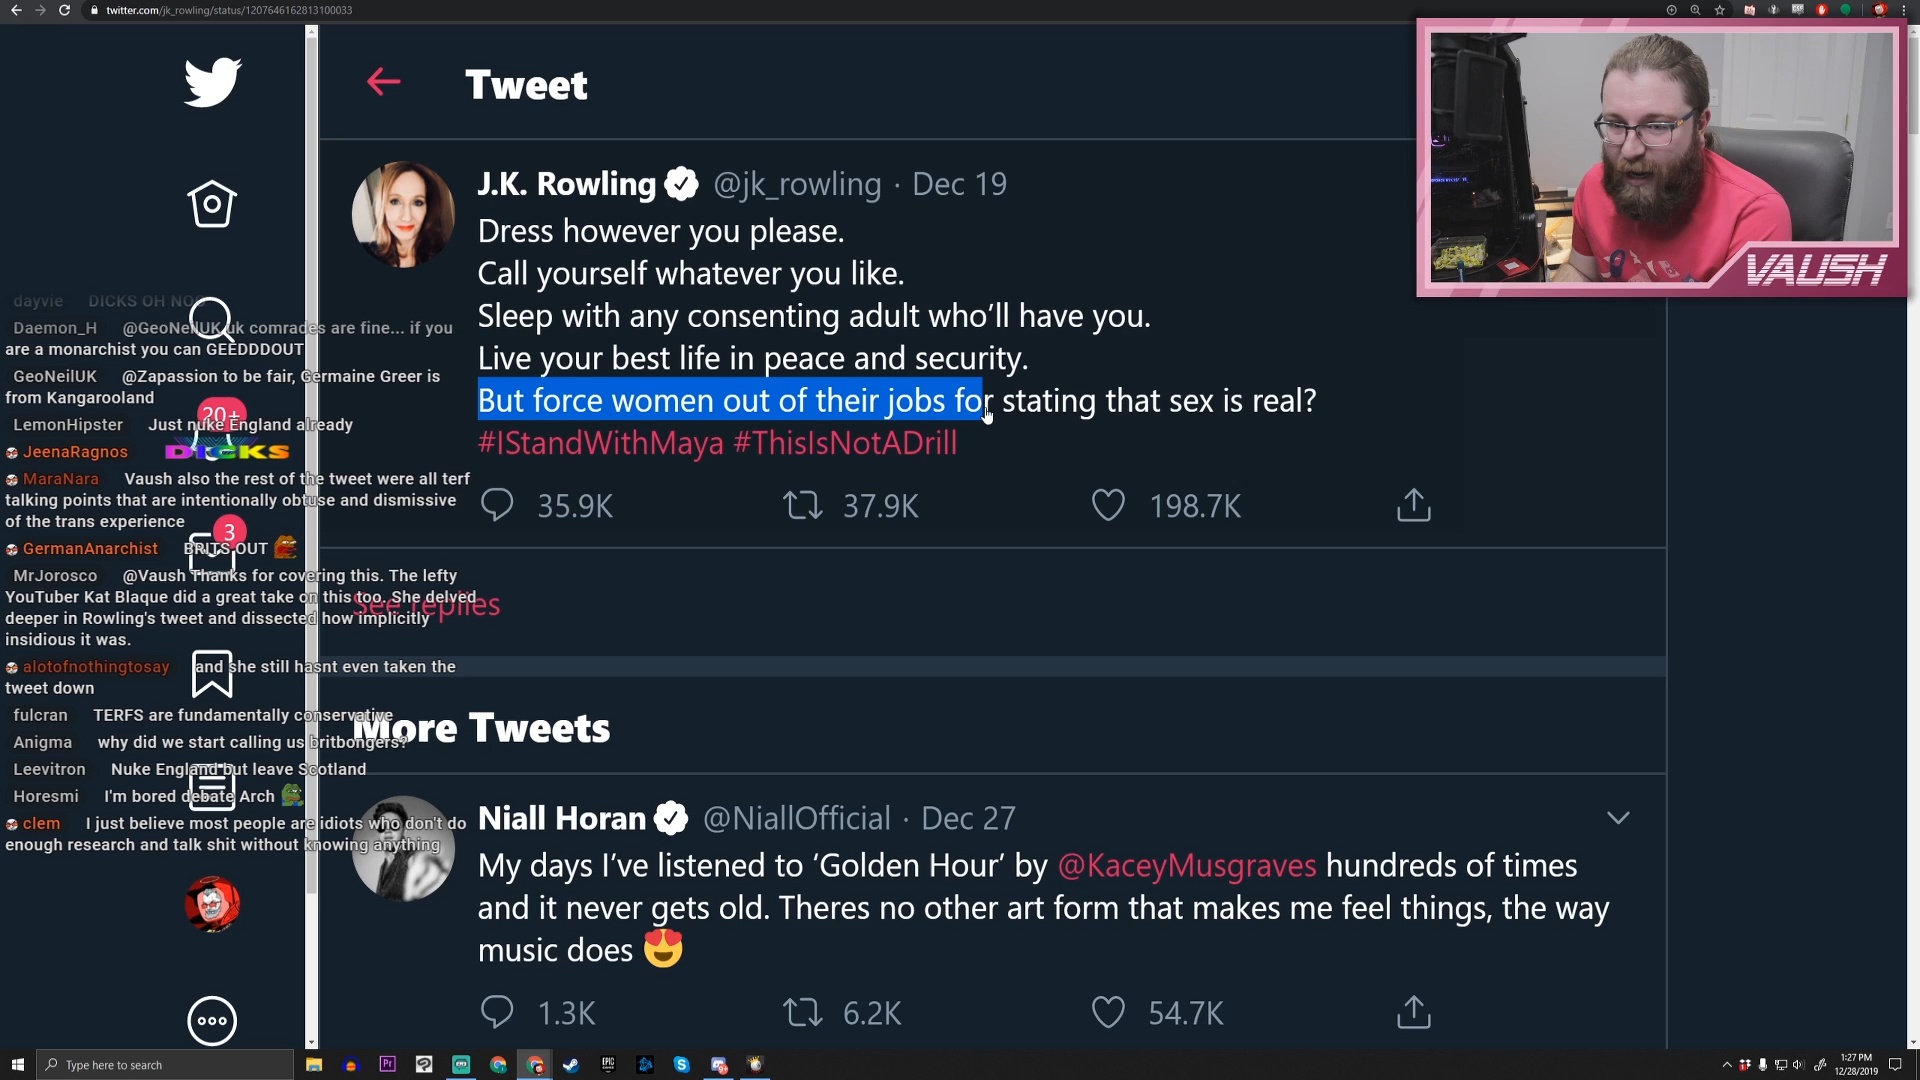 twitter.com/jk_rowling/status/1207646162813100033
Tweet
J.K. Rowling @jk_rowling · Dec 19
Dress however you please.
Call yourself whatever you like.
Sleep with any consenting adult who'll have you.
Live your best life in peace and security.
But force women out of their jobs for stating that sex is real?
#IStandWithMaya #ThisIsNotADrill
35.9K 37.9K 198.7K
See replies
More Tweets
Niall Horan @NiallOfficial · Dec 27
My days I've listened to ‘Golden Hour’ by @KaceyMusgraves hundreds of times
and it never gets old. Theres no other art form that makes me feel things, the way
music does 😍
1.3K 6.2K 54.7K
VAUSH
20+
3
dayvie DICKS OH NOO
Daemon_H @GeoNeilUK uk comrades are fine... if you
are a monarchist you can GEEDDDOUT
GeoNeilUK @Zapassion to be fair, Germaine Greer is
from Kangarooland
LemonHipster Just nuke England already
JeenaRagnos DICKS
MaraNara Vaush also the rest of the tweet were all terf
talking points that are intentionally obtuse and dismissive
of the trans experience
GermanAnarchist BRITS OUT
MrJorosco @Vaush Thanks for covering this. The lefty
YouTuber Kat Blaque did a great take on this too. She delved
deeper in Rowling's tweet and dissected how implicitly
insidious it was.
alotofnothingtosay and she still hasnt even taken the
tweet down
fulcran TERFS are fundamentally conservative
Anigma why did we start calling us britbongers?
Leevitron Nuke England but leave Scotland
Horesmi I'm bored debate Arch
clem I just believe most people are idiots who don't do
enough research and talk shit without knowing anything
Type here to search
1:27 PM
12/28/2019